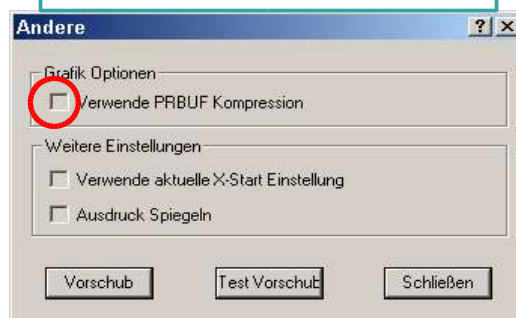 Andere
Grafik Optionen
Verwende PRBUF Kompression
Weitere Einstellungen
Verwende aktuelle X-Start Einstellung
Ausdruck Spiegeln
Vorschub
Test Vorschub
Schließen